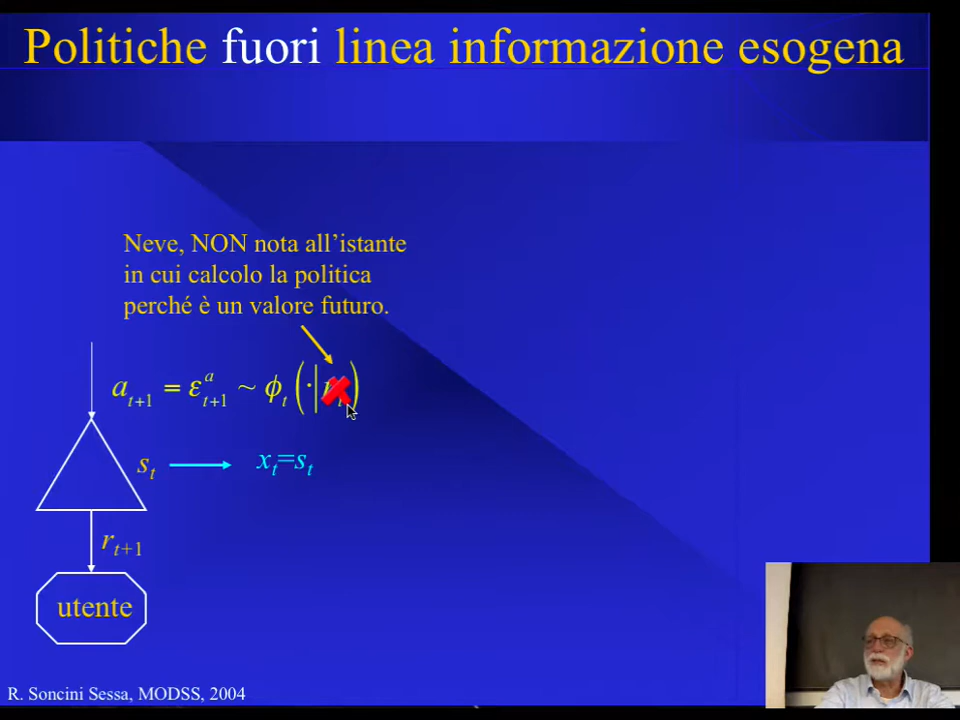 Politiche fuori linea informazione esogena
Neve, NON nota all'istante
in cui calcolo la politica
perché è un valore futuro.
a_{t+1} = ε^a_{t+1} ~ ϕ_t (·|
s_t
x_t=s_t
r_{t+1}
utente
R. Soncini Sessa, MODSS, 2004